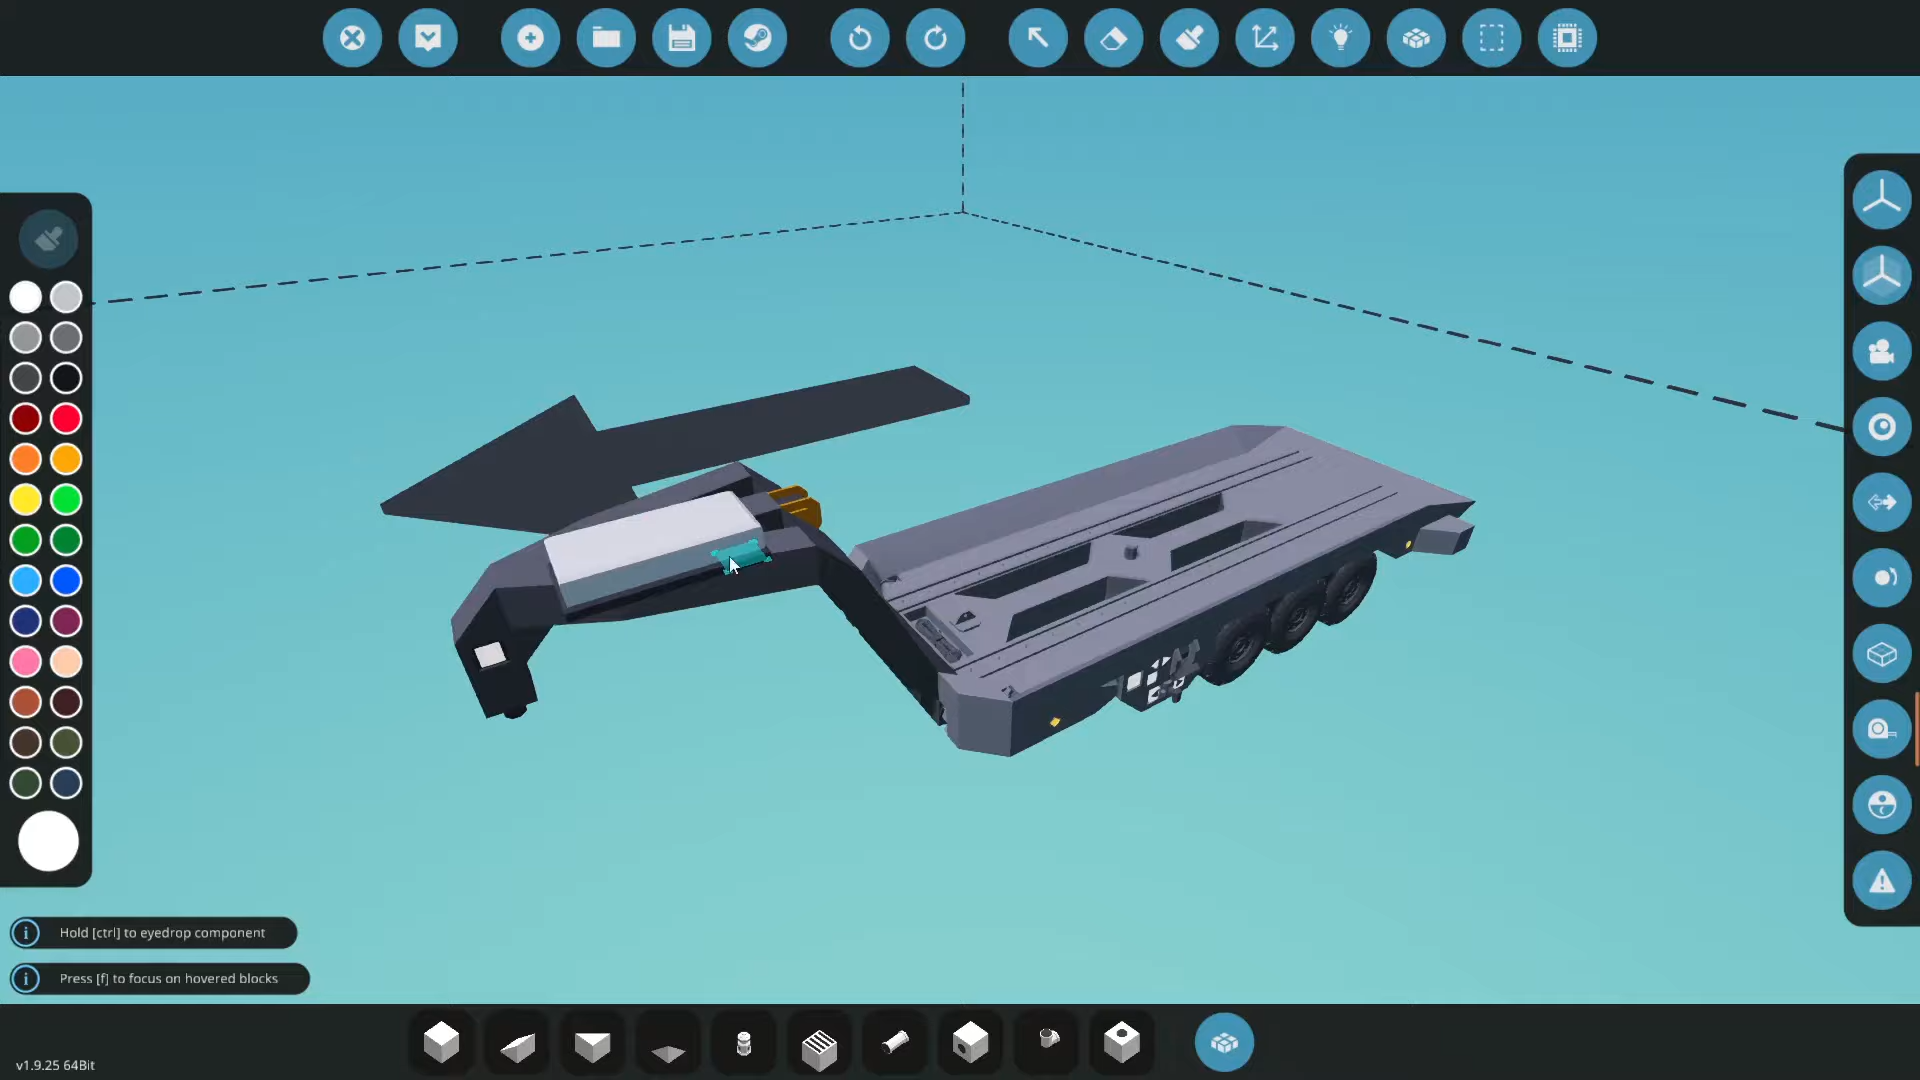 Hold [ctrl] to eyedrop component
Press [f] to focus on hovered blocks
v1.9.25 64Bit